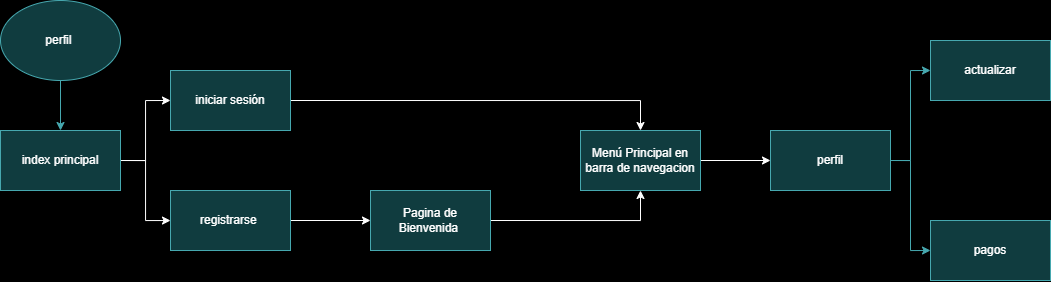 perfil
index principal
iniciar sesión
registrarse
Pagina de
Bienvenida
Menú Principal en
barra de navegacion
perfil
actualizar
pagos